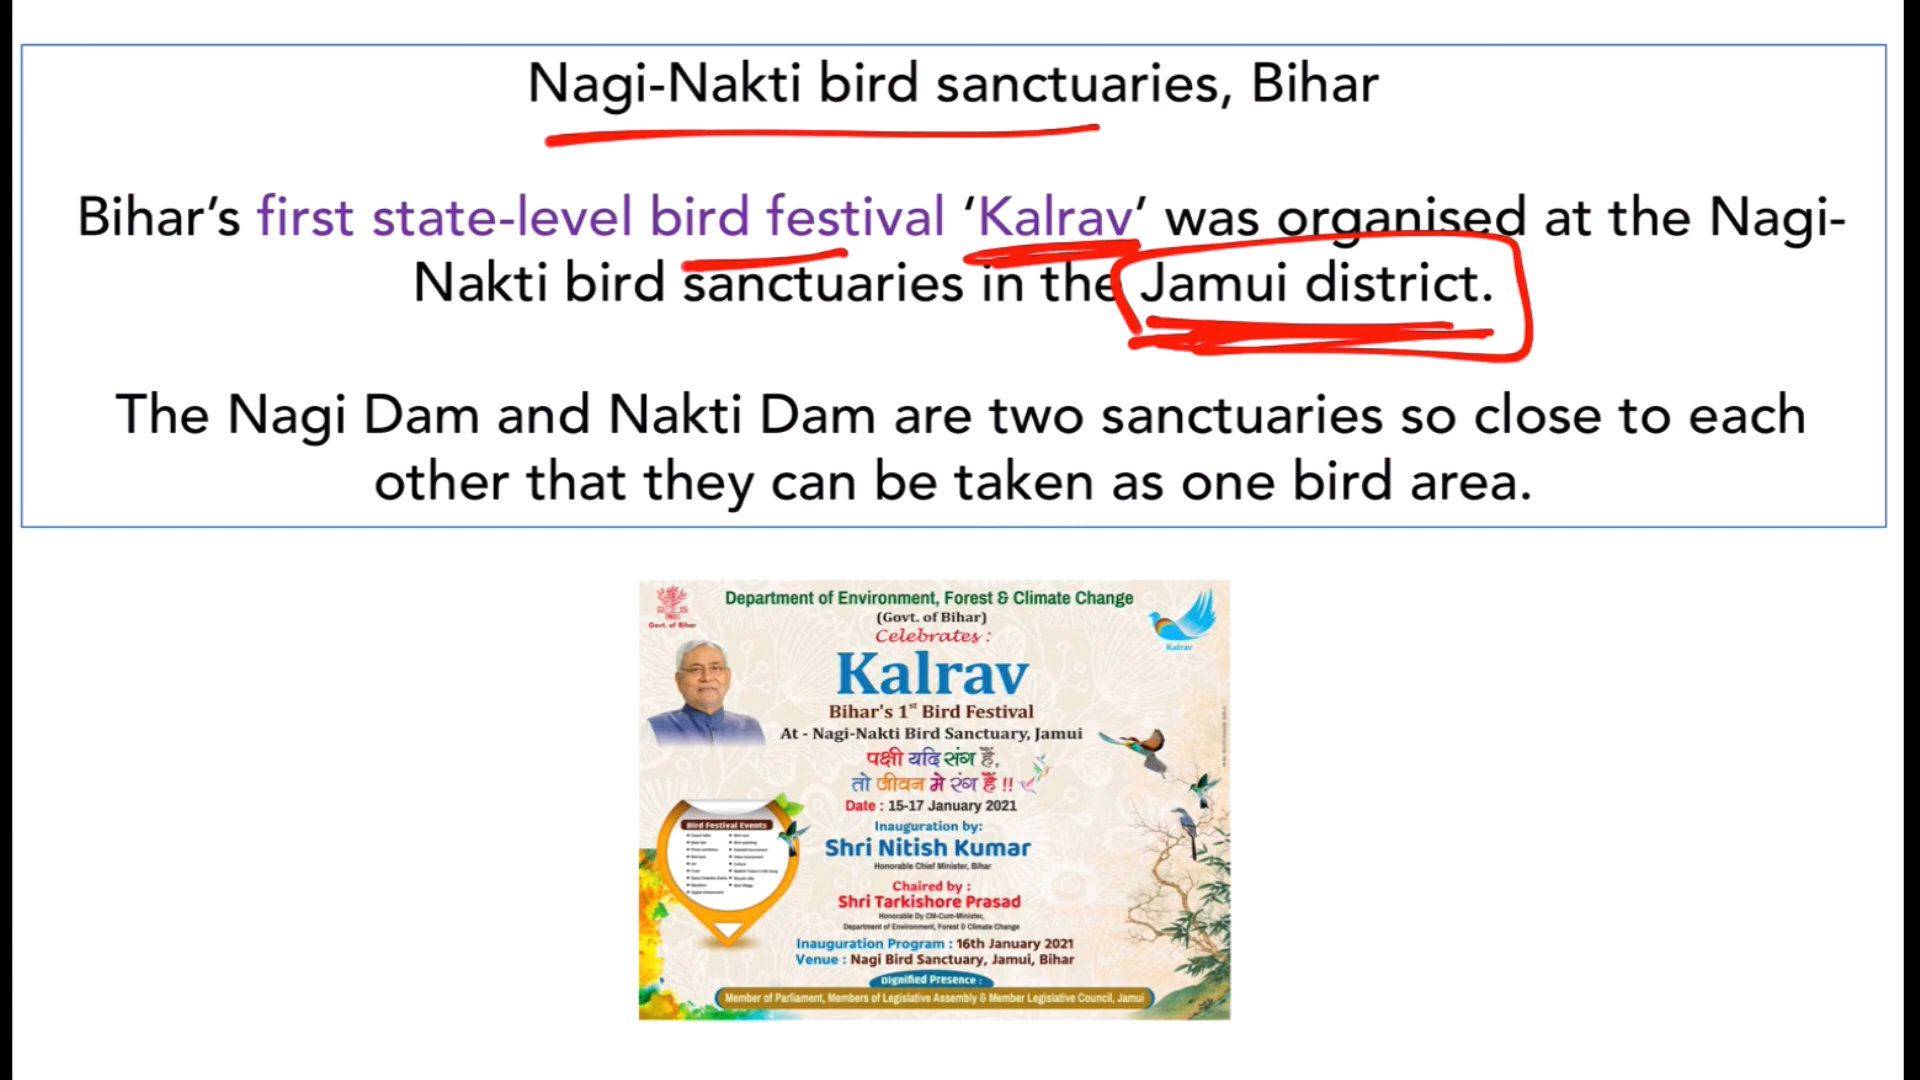 Nagi-Nakti bird sanctuaries, Bihar
Bihar’s first state-level bird festival ‘Kalrav’ was organised at the Nagi-
Nakti bird sanctuaries in the Jamui district.
The Nagi Dam and Nakti Dam are two sanctuaries so close to each
other that they can be taken as one bird area.
Department of Environment, Forest & Climate Change
(Govt. of Bihar)
Govt. of Bihar
Celebrates :
Kalrav
Kalrav
Bihar's 1st Bird Festival
At - Nagi-Nakti Bird Sanctuary, Jamui
पक्षी यदि संग हैं,
तो जीवन मे रंग हैं !!
Date : 15-17 January 2021
Bird Festival Events
Inauguration by:
Shri Nitish Kumar
Honorable Chief Minister, Bihar
Chaired by :
Shri Tarkishore Prasad
Honorable Dy CM-Cum-Minister,
Department of Environment, Forest & Climate Change
Inauguration Program : 16th January 2021
Venue : Nagi Bird Sanctuary, Jamui, Bihar
Dignified Presence :
Member of Parliament, Members of Legislative Assembly & Member Legislative Council, Jamui